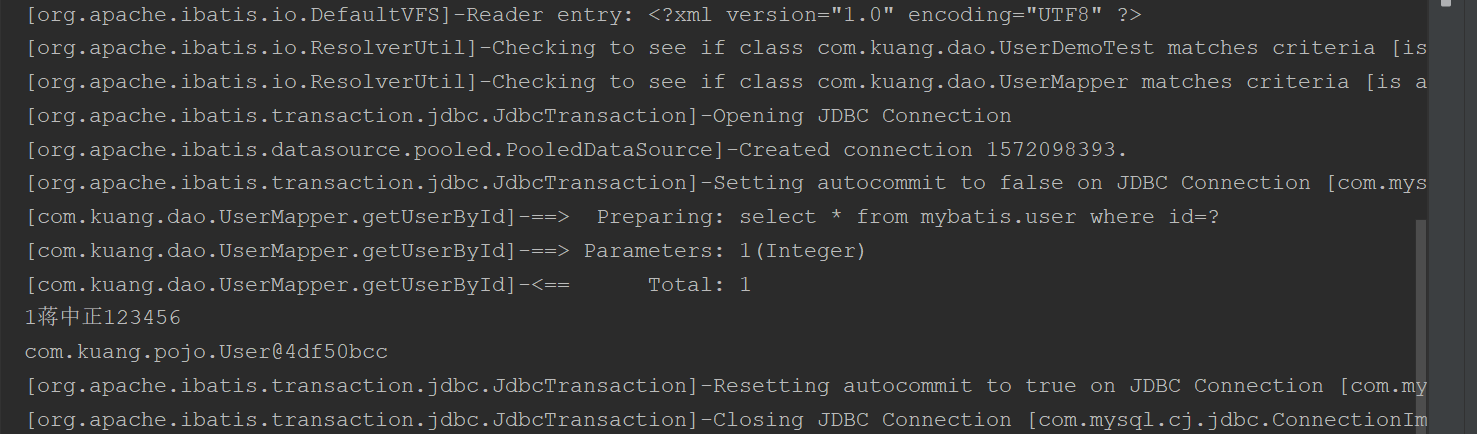 [org.apache.ibatis.io.DefaultVFS]-Reader entry: <?xml version="1.0" encoding="UTF8" ?>
[org.apache.ibatis.io.ResolverUtil]-Checking to see if class com.kuang.dao.UserDemoTest matches criteria [is
[org.apache.ibatis.io.ResolverUtil]-Checking to see if class com.kuang.dao.UserMapper matches criteria [is a
[org.apache.ibatis.transaction.jdbc.JdbcTransaction]-Opening JDBC Connection
[org.apache.ibatis.datasource.pooled.PooledDataSource]-Created connection 1572098393.
[org.apache.ibatis.transaction.jdbc.JdbcTransaction]-Setting autocommit to false on JDBC Connection [com.mys
[com.kuang.dao.UserMapper.getUserById]-==>  Preparing: select * from mybatis.user where id=?
[com.kuang.dao.UserMapper.getUserById]-==> Parameters: 1(Integer)
[com.kuang.dao.UserMapper.getUserById]-<==      Total: 1
1蒋中正123456
com.kuang.pojo.User@4df50bcc
[org.apache.ibatis.transaction.jdbc.JdbcTransaction]-Resetting autocommit to true on JDBC Connection [com.my
[org.apache.ibatis.transaction.jdbc.JdbcTransaction]-Closing JDBC Connection [com.mysql.cj.jdbc.ConnectionIm